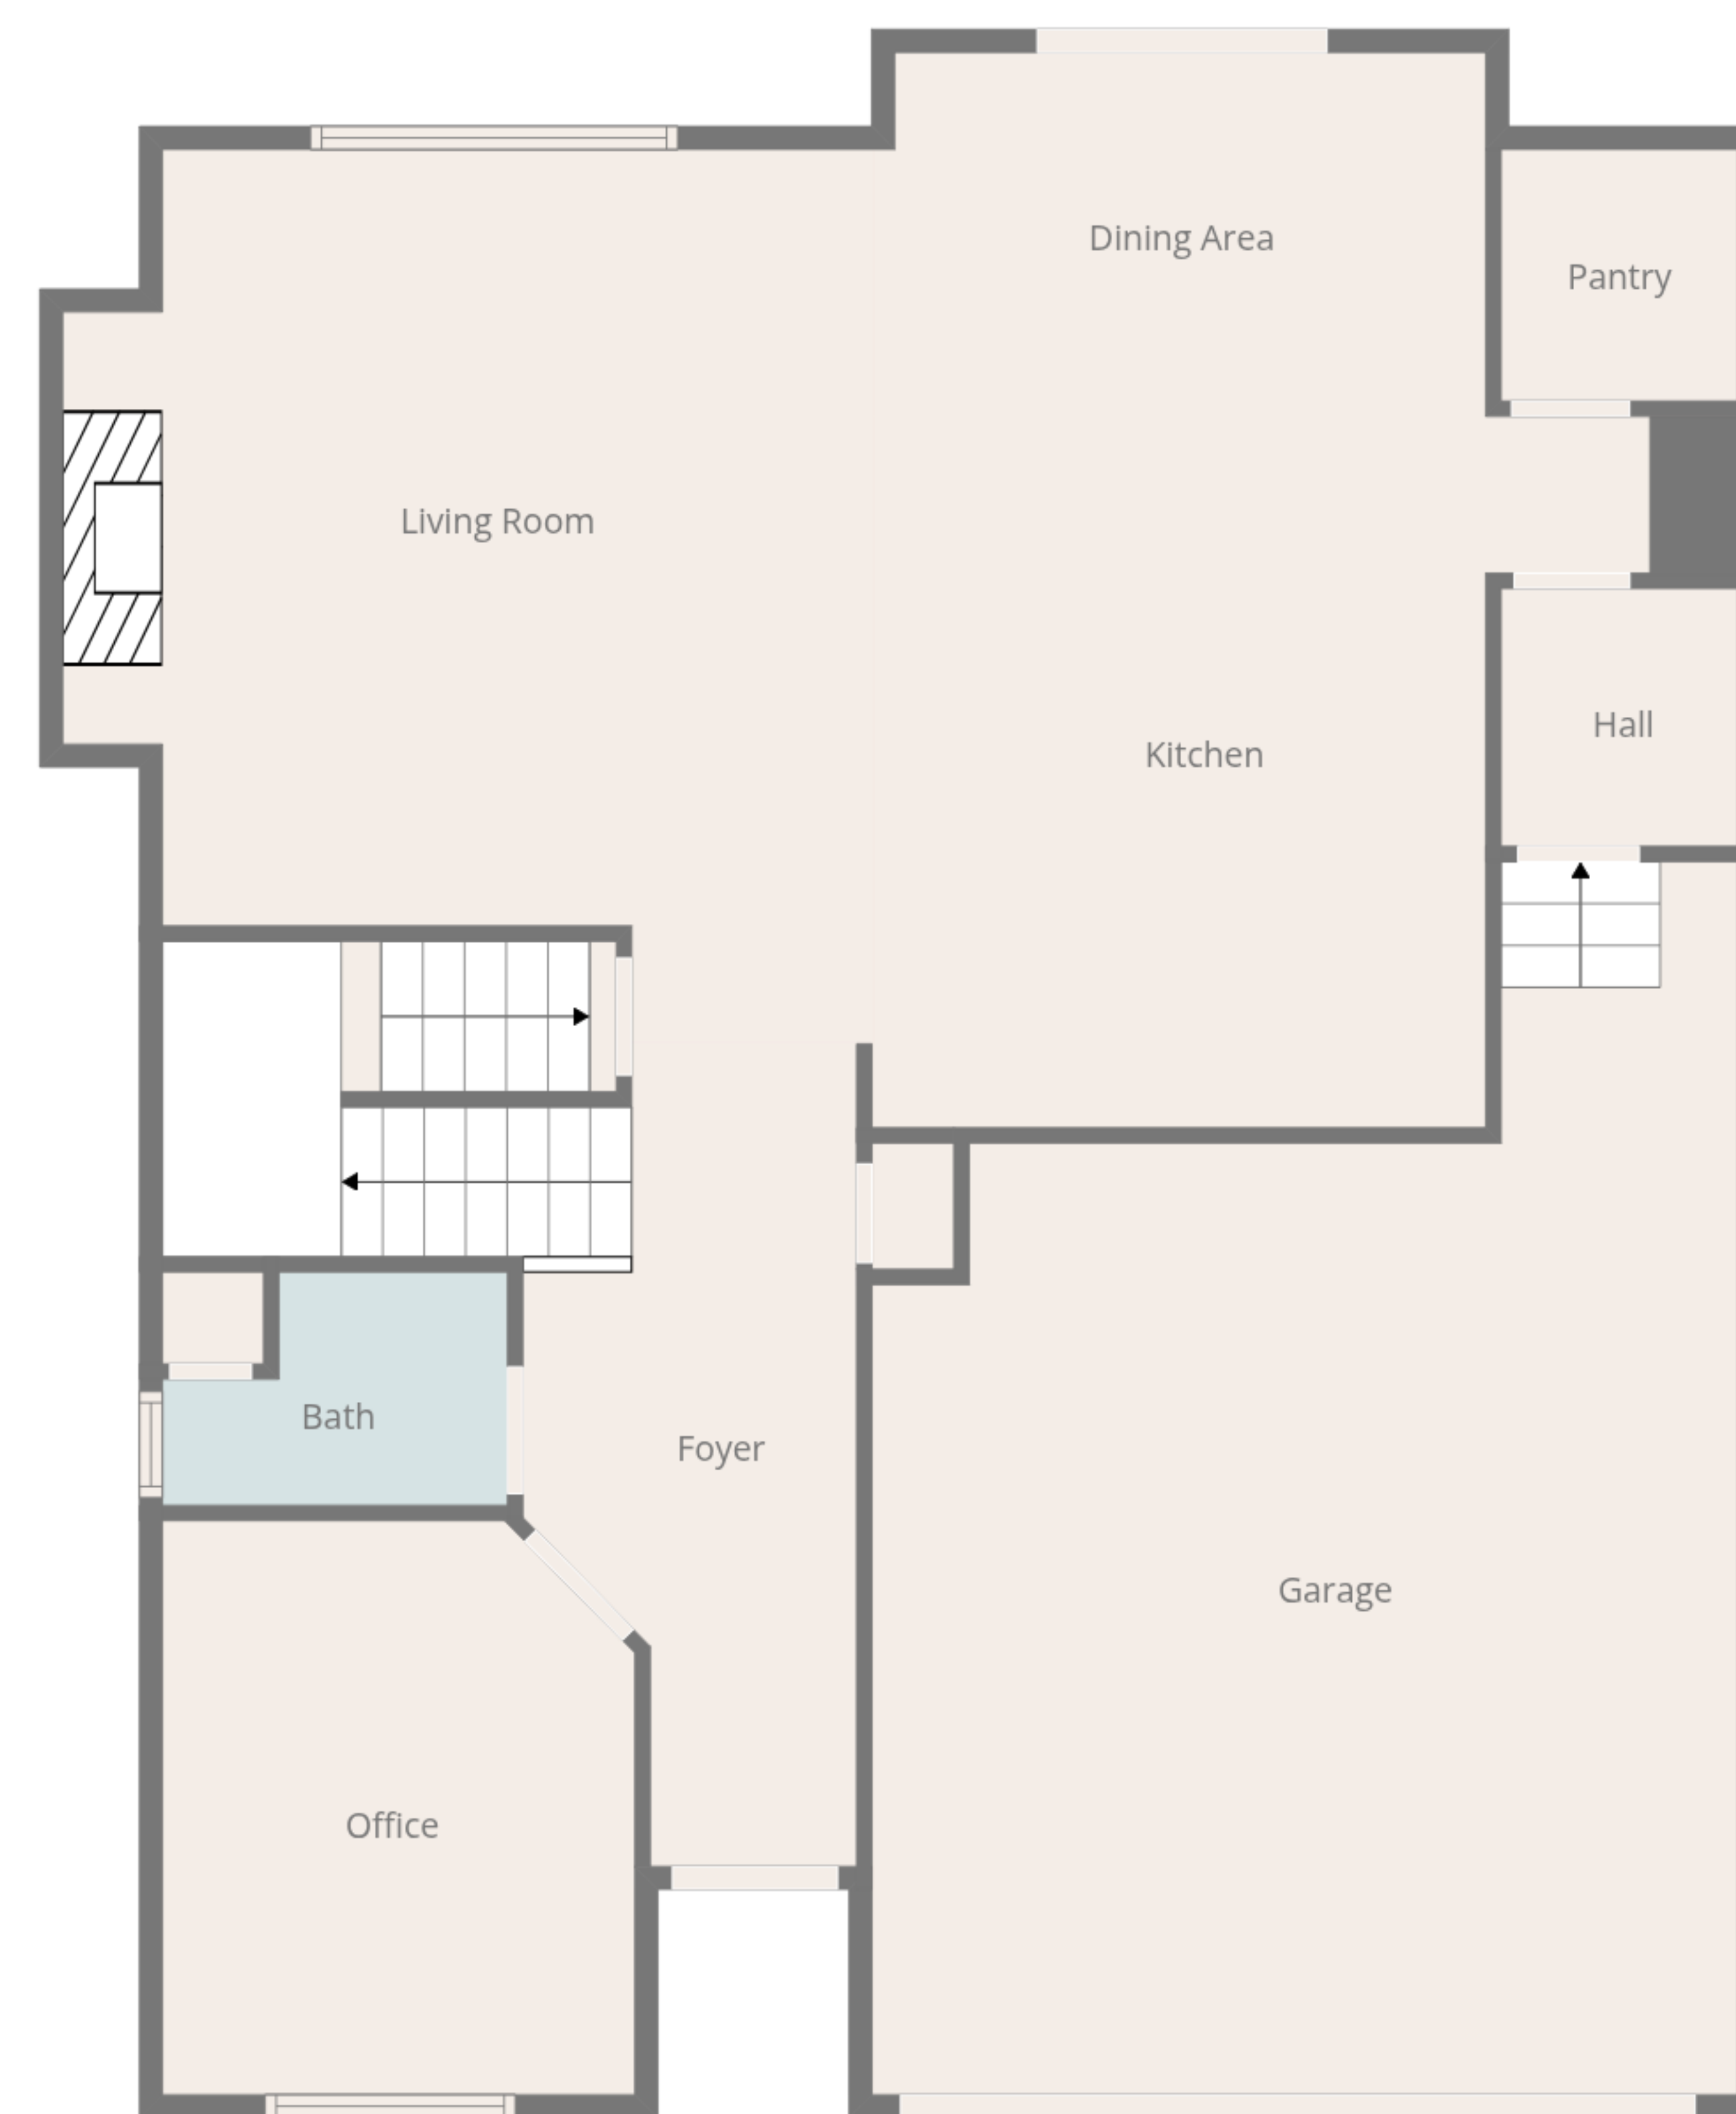 Dining Area
Pantry
Living Room
Hall
Kitchen
Bath
Foyer
Garage
Office